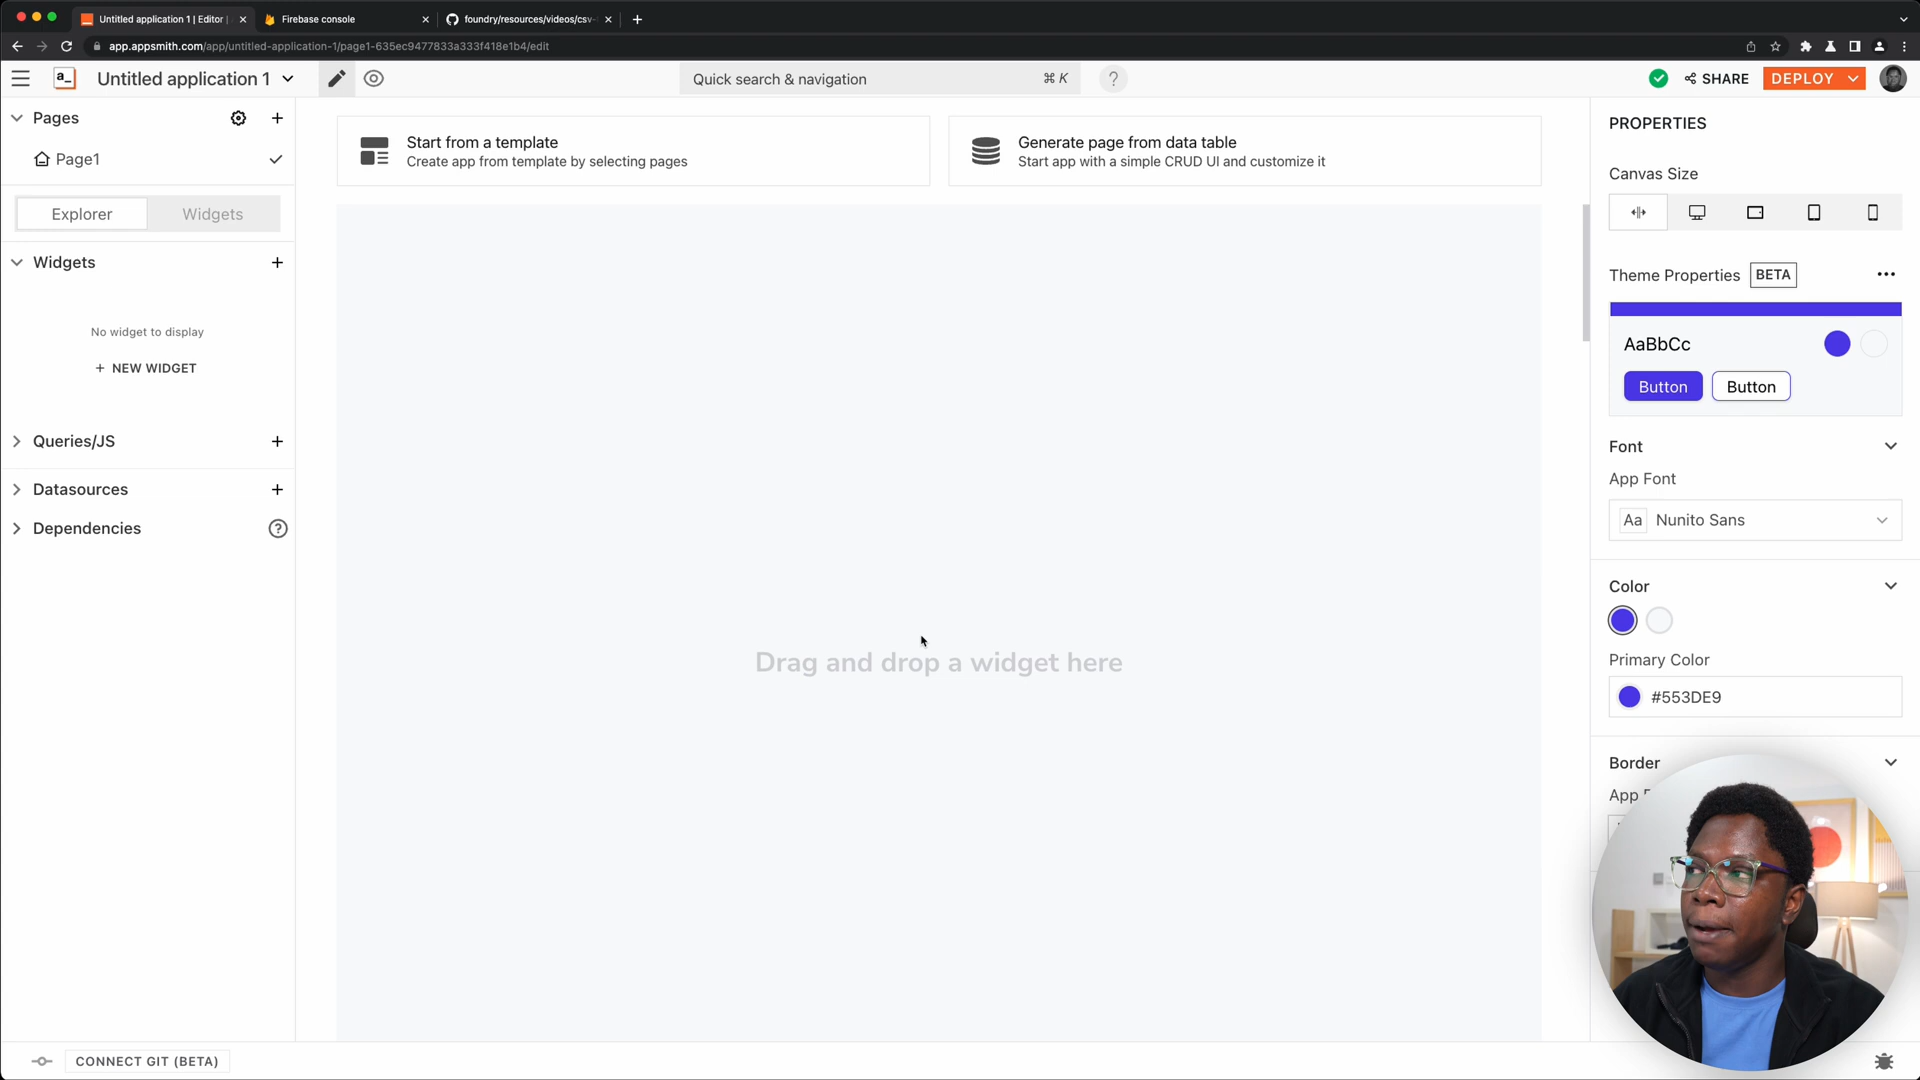 Untitled application 1 | Editor |
Firebase console
foundry/resources/videos/csv-
app.appsmith.com/app/untitled-application-1/page1-635ec9477833a333f418e1b4/edit
a_
Untitled application 1
Quick search & navigation
⌘ K
?
SHARE
DEPLOY
Pages
Page1
Explorer
Widgets
Widgets
No widget to display
+ NEW WIDGET
Queries/JS
Datasources
Dependencies
?
Start from a template
Create app from template by selecting pages
Generate page from data table
Start app with a simple CRUD UI and customize it
Drag and drop a widget here
PROPERTIES
Canvas Size
Theme Properties
BETA
AaBbCc
Button
Button
Font
App Font
Aa
Nunito Sans
Color
Primary Color
#553DE9
Border
App
CONNECT GIT (BETA)